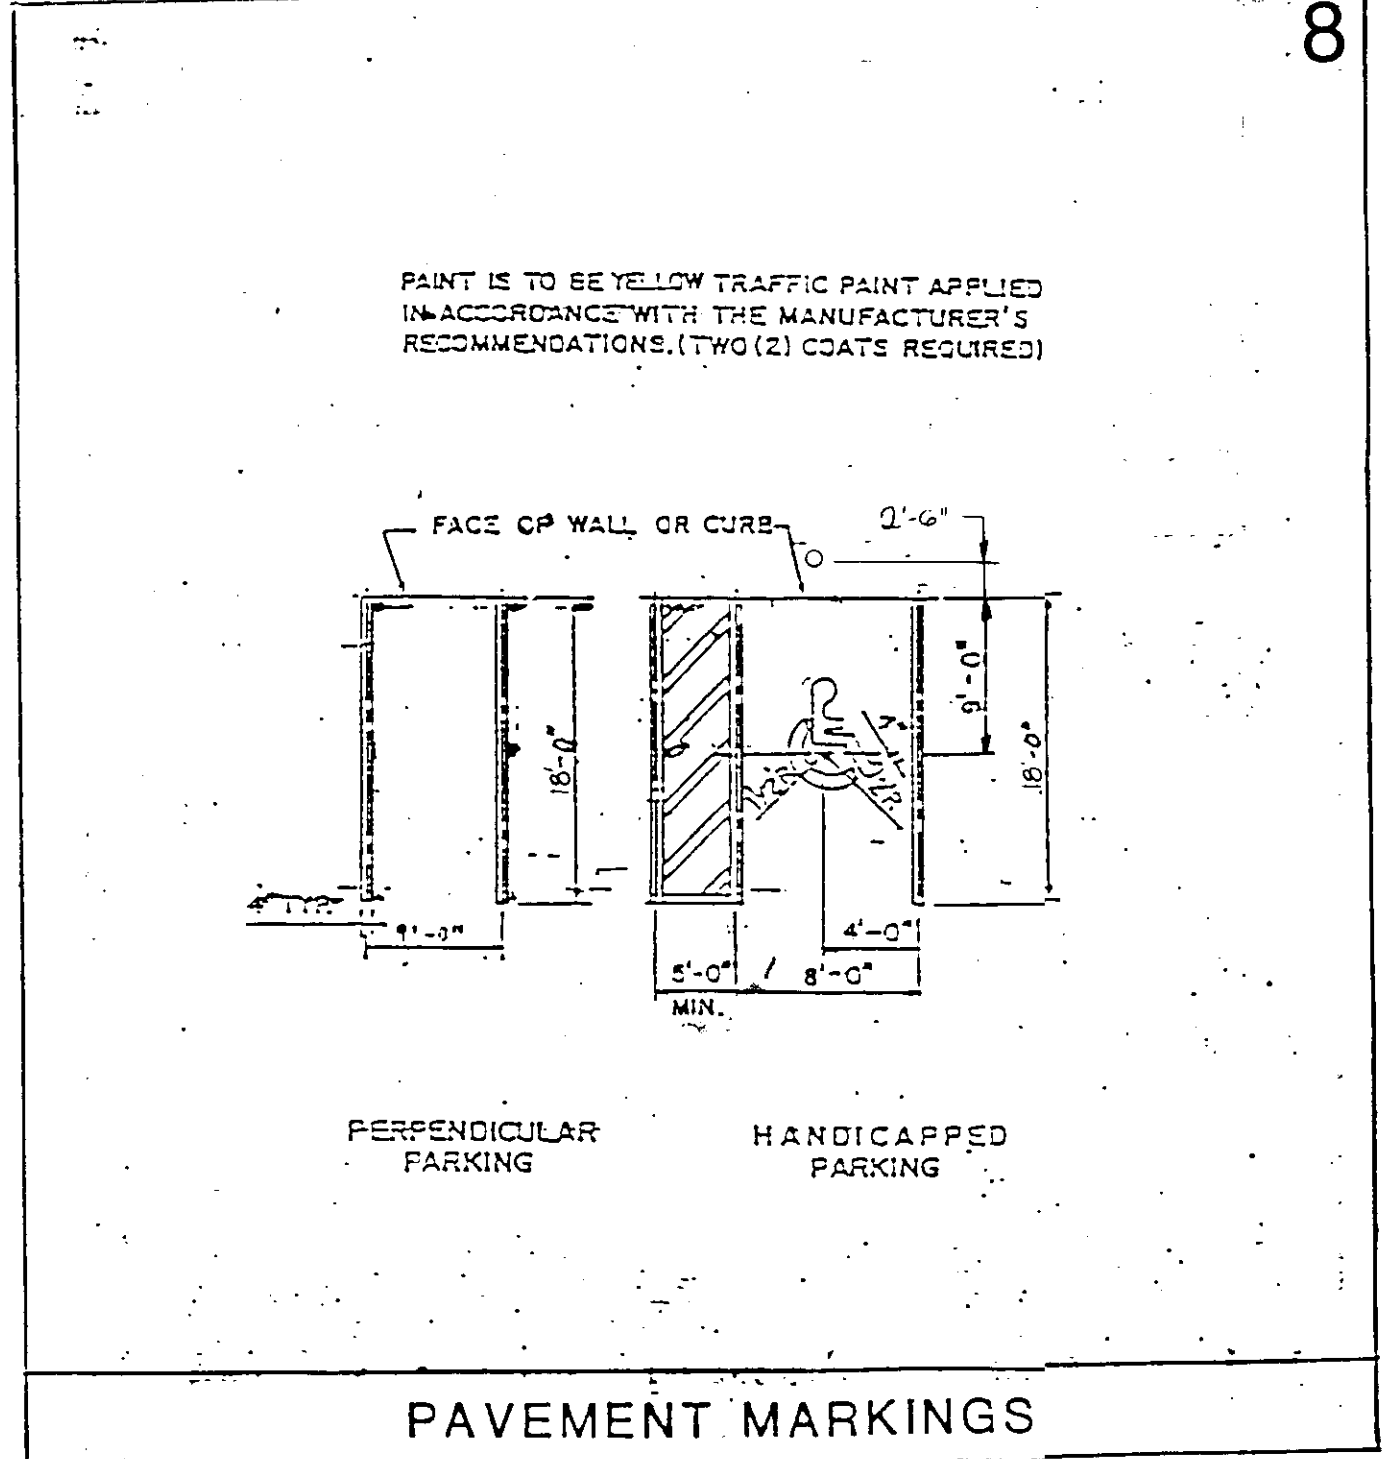 8
PAINT IS TO BE YELLOW TRAFFIC PAINT APPLIED
IN ACCORDANCE WITH THE MANUFACTURER'S
RECOMMENDATIONS. (TWO (2) COATS REQUIRED)
FACE OF WALL OR CURB
2'-6"
9'-0"
18'-0"
18'-0"
9'-0"
4'-0"
5'-0"
8'-0"
MIN.
PERPENDICULAR
PARKING
HANDICAPPED
PARKING
PAVEMENT MARKINGS